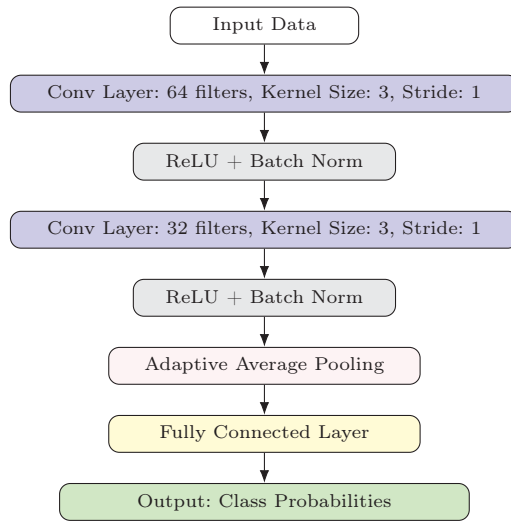 Input Data
Conv Layer: 64 filters, Kernel Size: 3, Stride: 1
ReLU + Batch Norm
Conv Layer: 32 filters, Kernel Size: 3, Stride: 1
ReLU + Batch Norm
Adaptive Average Pooling
Fully Connected Layer
Output: Class Probabilities